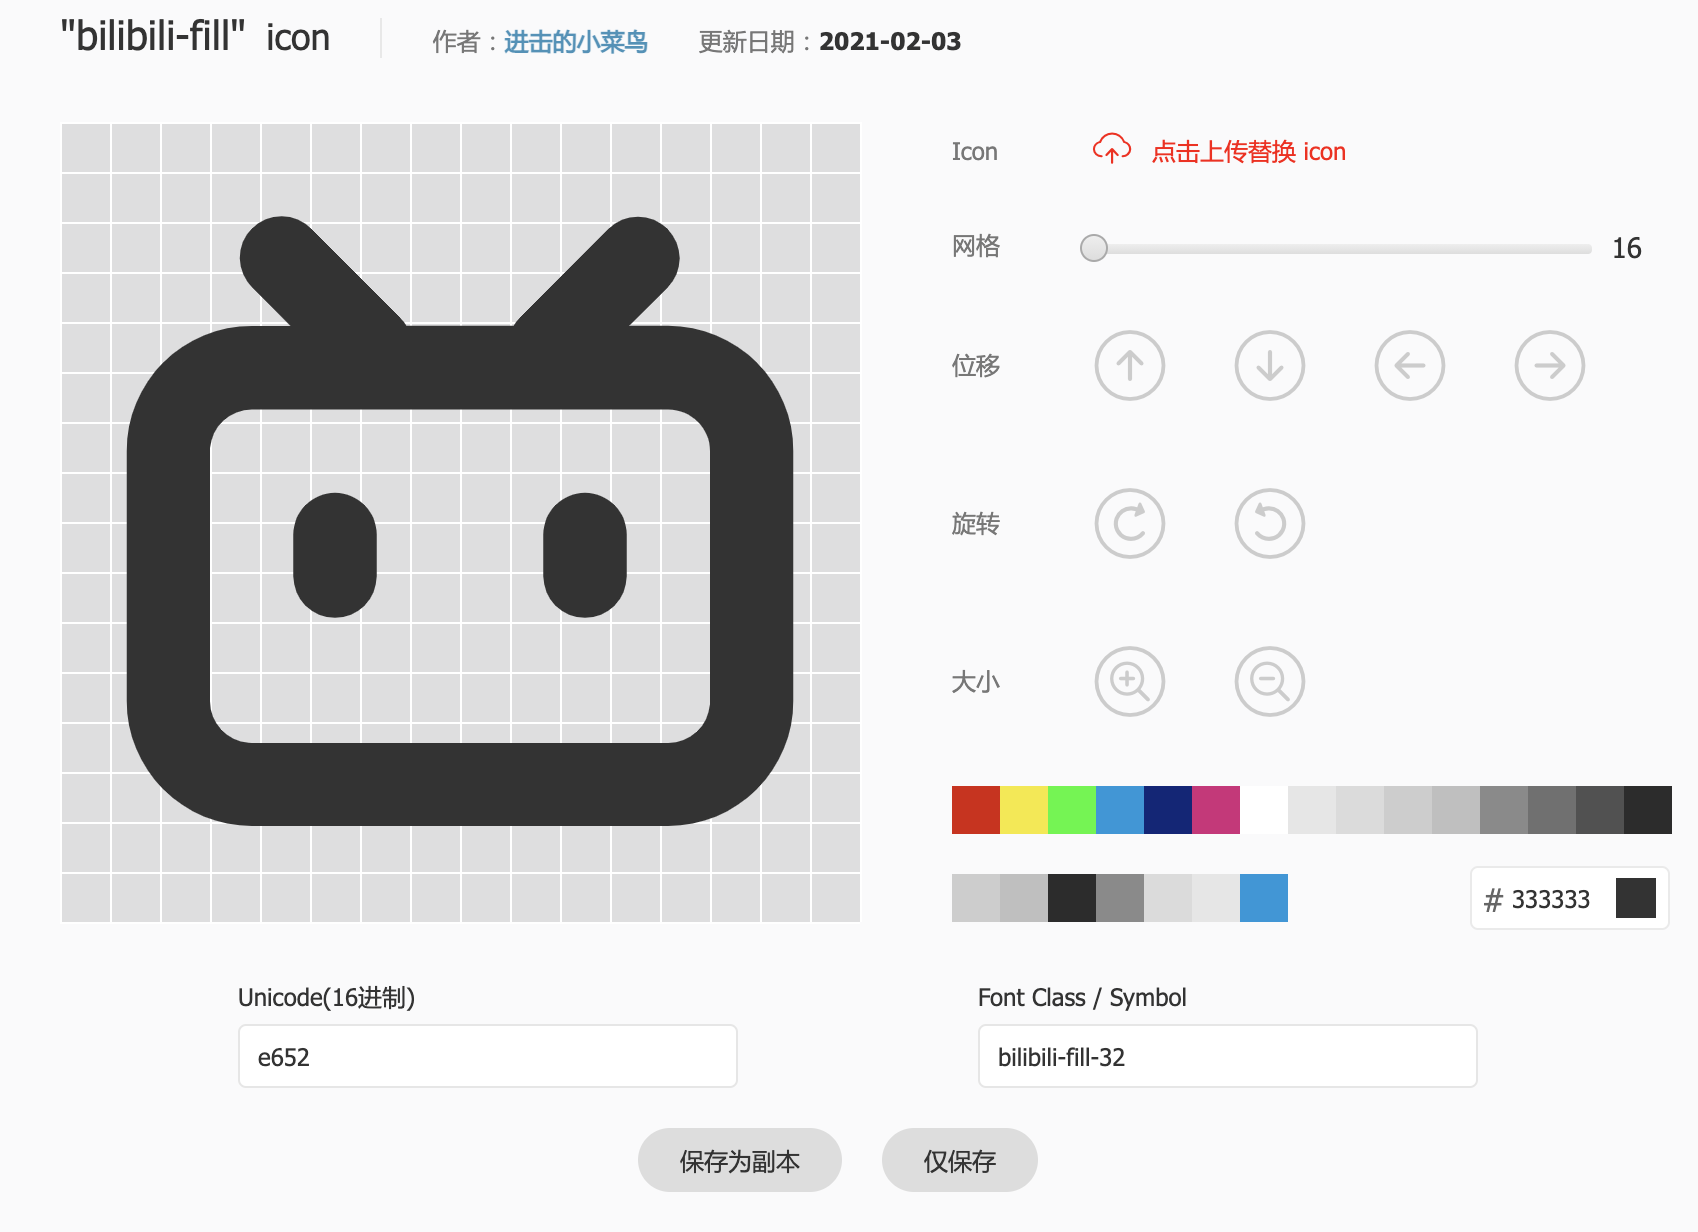 "bilibili-fill" icon
作者：进击的小菜鸟
更新日期：2021-02-03
Icon
点击上传替换 icon
网格
16
位移
旋转
大小
# 333333
Unicode(16进制)
Font Class / Symbol
e652
bilibili-fill-32
保存为副本
仅保存